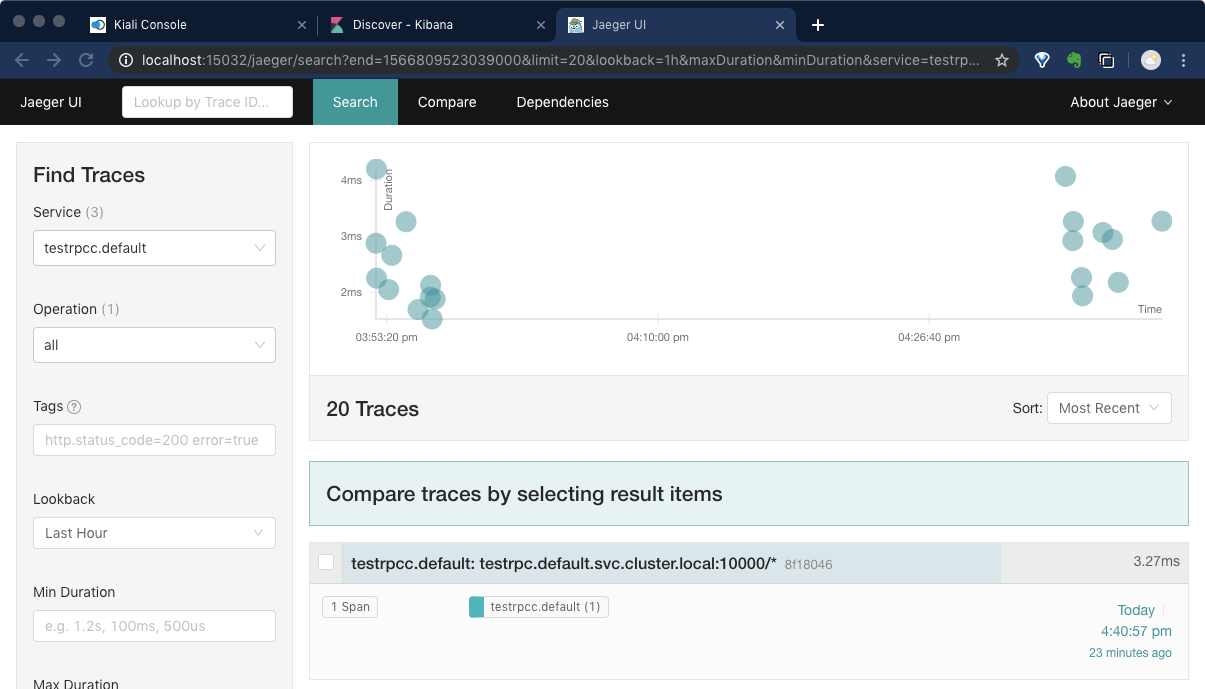 Kiali Console
Discover - Kibana
Jaeger UI
localhost:15032/jaeger/search?end=1566809523039000&limit=20&lookback=1h&maxDuration&minDuration&service=testrp...
Jaeger UI
Lookup by Trace ID...
Search
Compare
Dependencies
About Jaeger
Find Traces
Service (3)
testrpcc.default
Operation (1)
all
Tags ?
http.status_code=200 error=true
Lookback
Last Hour
Min Duration
e.g. 1.2s, 100ms, 500us
Max Duration
Duration
4ms
3ms
2ms
Time
03:53:20 pm
04:10:00 pm
04:26:40 pm
20 Traces
Sort: Most Recent
Compare traces by selecting result items
testrpcc.default: testrpc.default.svc.cluster.local:10000/* 8f18046
3.27ms
1 Span
testrpcc.default (1)
Today
4:40:57 pm
23 minutes ago